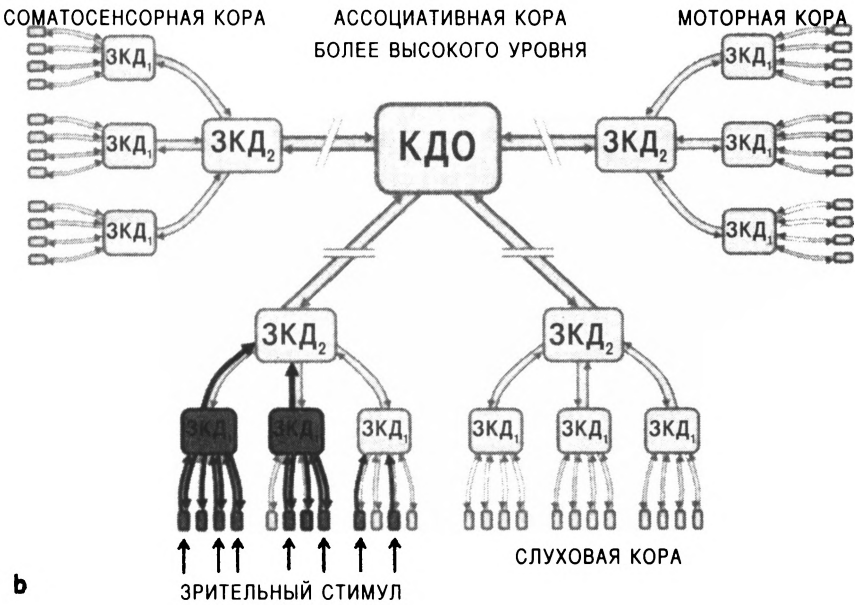 СОМАТОСЕНСОРНАЯ КОРА
АССОЦИАТИВНАЯ КОРА
БОЛЕЕ ВЫСОКОГО УРОВНЯ
МОТОРНАЯ КОРА
ЗКД₁
ЗКД₁
ЗКД₁
ЗКД₂
КДО
ЗКД₂
ЗКД₁
ЗКД₁
ЗКД₁
ЗКД₂
ЗКД₂
ЗКД₁
ЗКД₁
ЗКД₁
ЗКД₁
ЗКД₁
ЗКД₁
СЛУХОВАЯ КОРА
b
ЗРИТЕЛЬНЫЙ СТИМУЛ